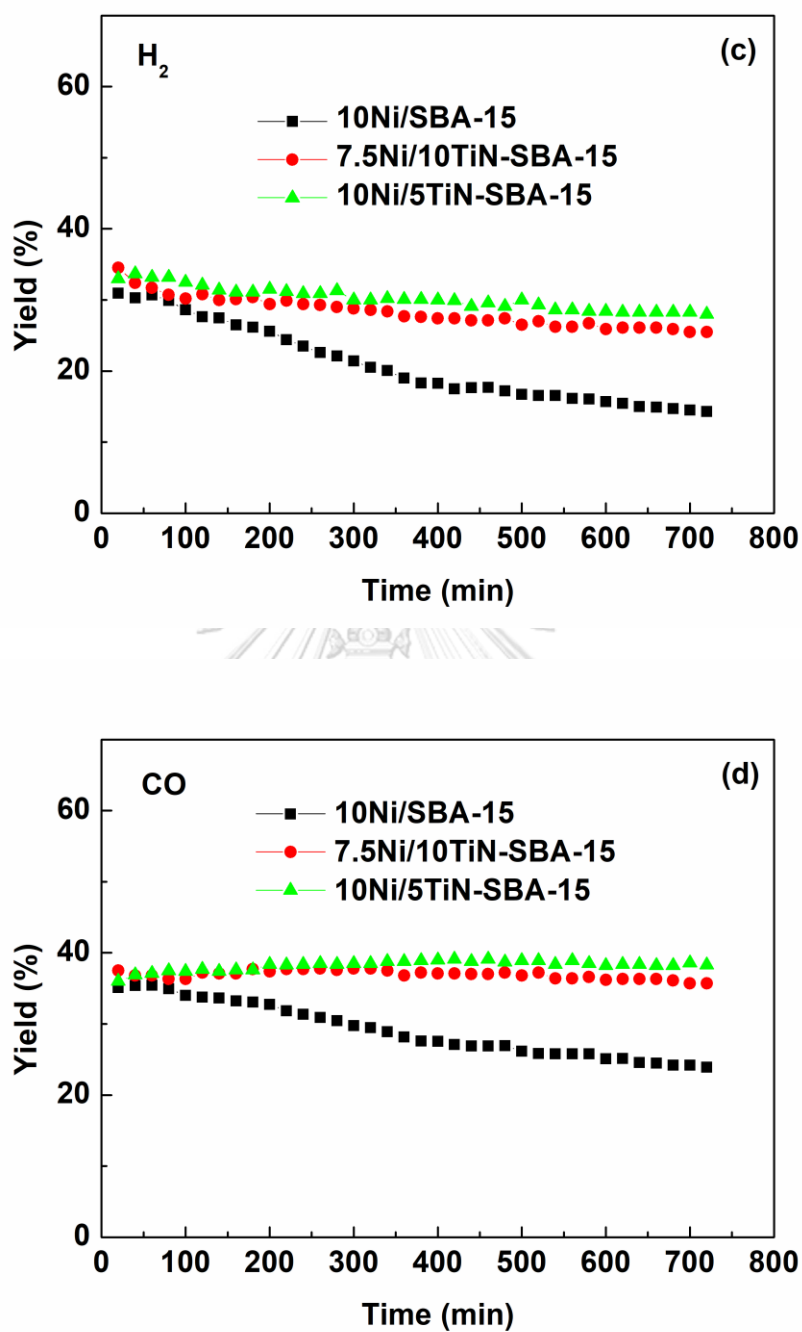 H₂
(c)
10Ni/SBA-15
7.5Ni/10TiN-SBA-15
10Ni/5TiN-SBA-15
60
40
20
0
Yield (%)
0 100 200 300 400 500 600 700 800
Time (min)
CO
(d)
10Ni/SBA-15
7.5Ni/10TiN-SBA-15
10Ni/5TiN-SBA-15
60
40
20
0
Yield (%)
0 100 200 300 400 500 600 700 800
Time (min)